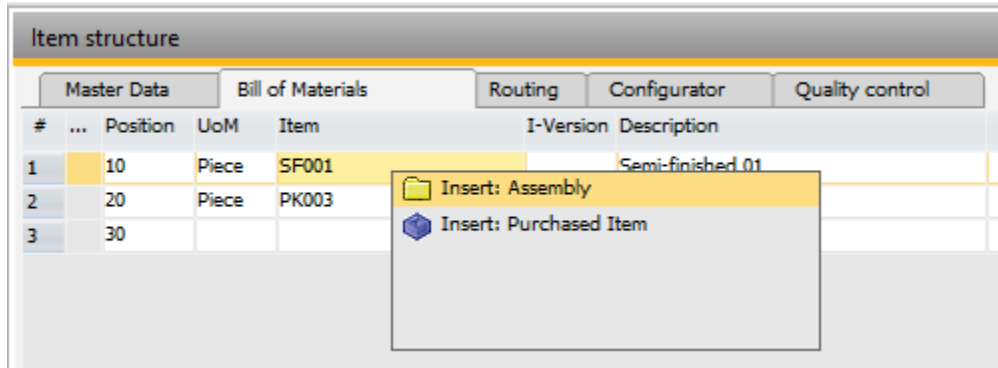 Item structure
Master Data Bill of Materials Routing Configurator Quality control
# ... Position UoM Item I-Version Description
1 10 Piece SF001 Semi-finished 01
2 20 Piece PK003
3 30
Insert: Assembly
Insert: Purchased Item